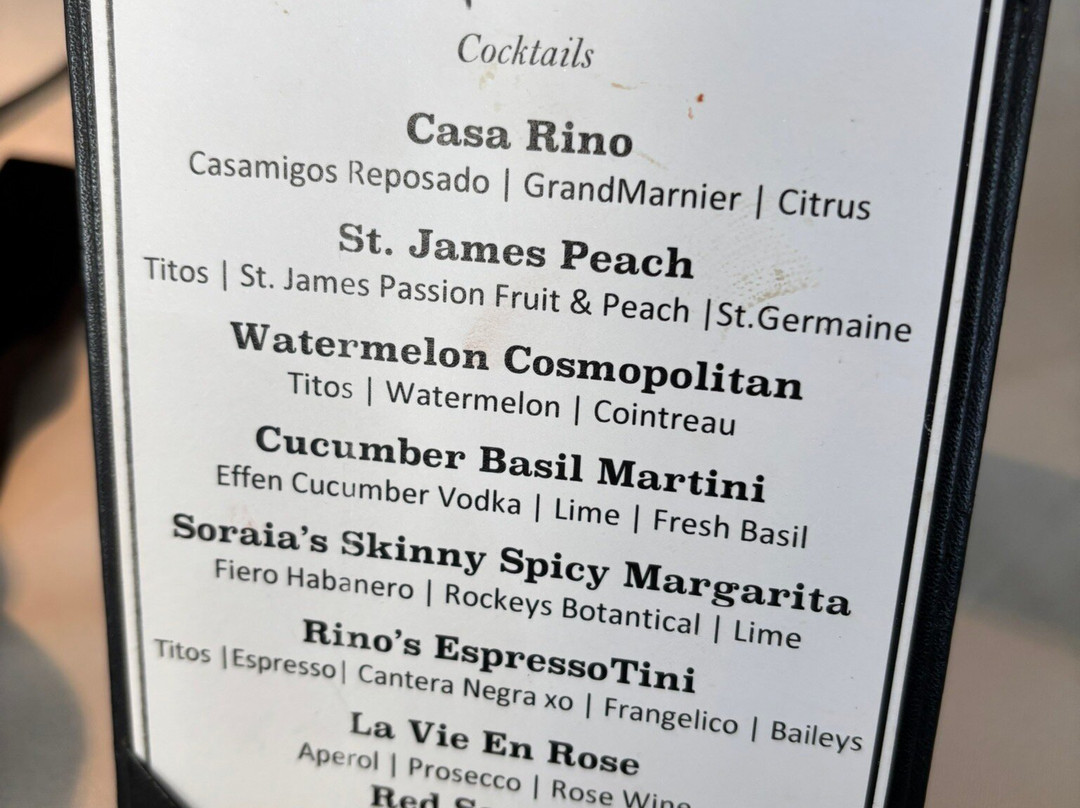 Cocktails
Casa Rino
Casamigos Reposado | GrandMarnier | Citrus
St. James Peach
Titos | St. James Passion Fruit & Peach |St.Germaine
Watermelon Cosmopolitan
Titos | Watermelon | Cointreau
Cucumber Basil Martini
Effen Cucumber Vodka | Lime | Fresh Basil
Soraia's Skinny Spicy Margarita
Fiero Habanero | Rockeys Botantical | Lime
Rino's EspressoTini
Titos |Espresso| Cantera Negra xo | Frangelico | Baileys
La Vie En Rose
Aperol | Prosecco | Rose Wine
Red